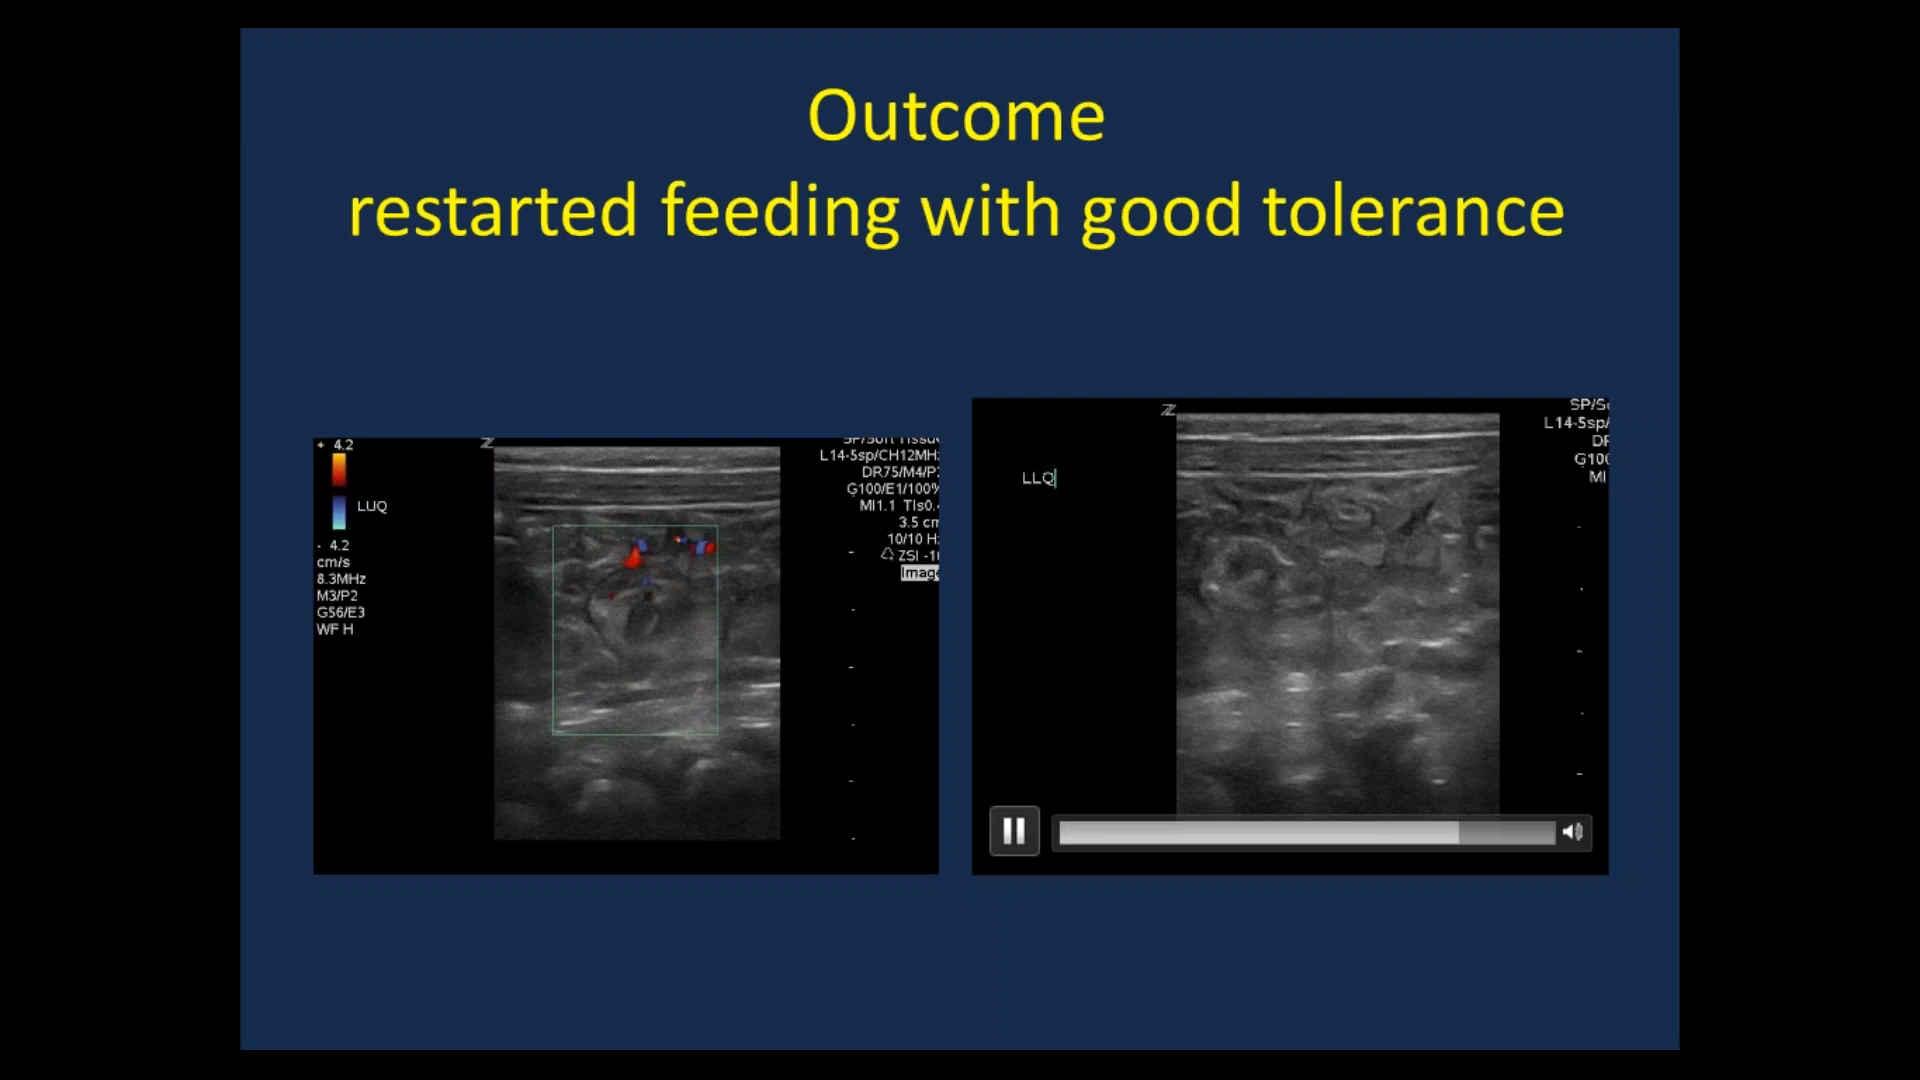 Outcome
restarted feeding with good tolerance
+ 4.2
LUQ
- 4.2
cm/s
8.3MHz
M3/P2
G56/E3
WF H
Z
L14-5sp/CH12MH
DR75/M4/P
G100/E1/100%
MI1.1 TIs0.
3.5 cm
10/10 H
ZSI -1
Imag
LLQ
Z
SP/S
L14-5sp/
DR
G100
MI